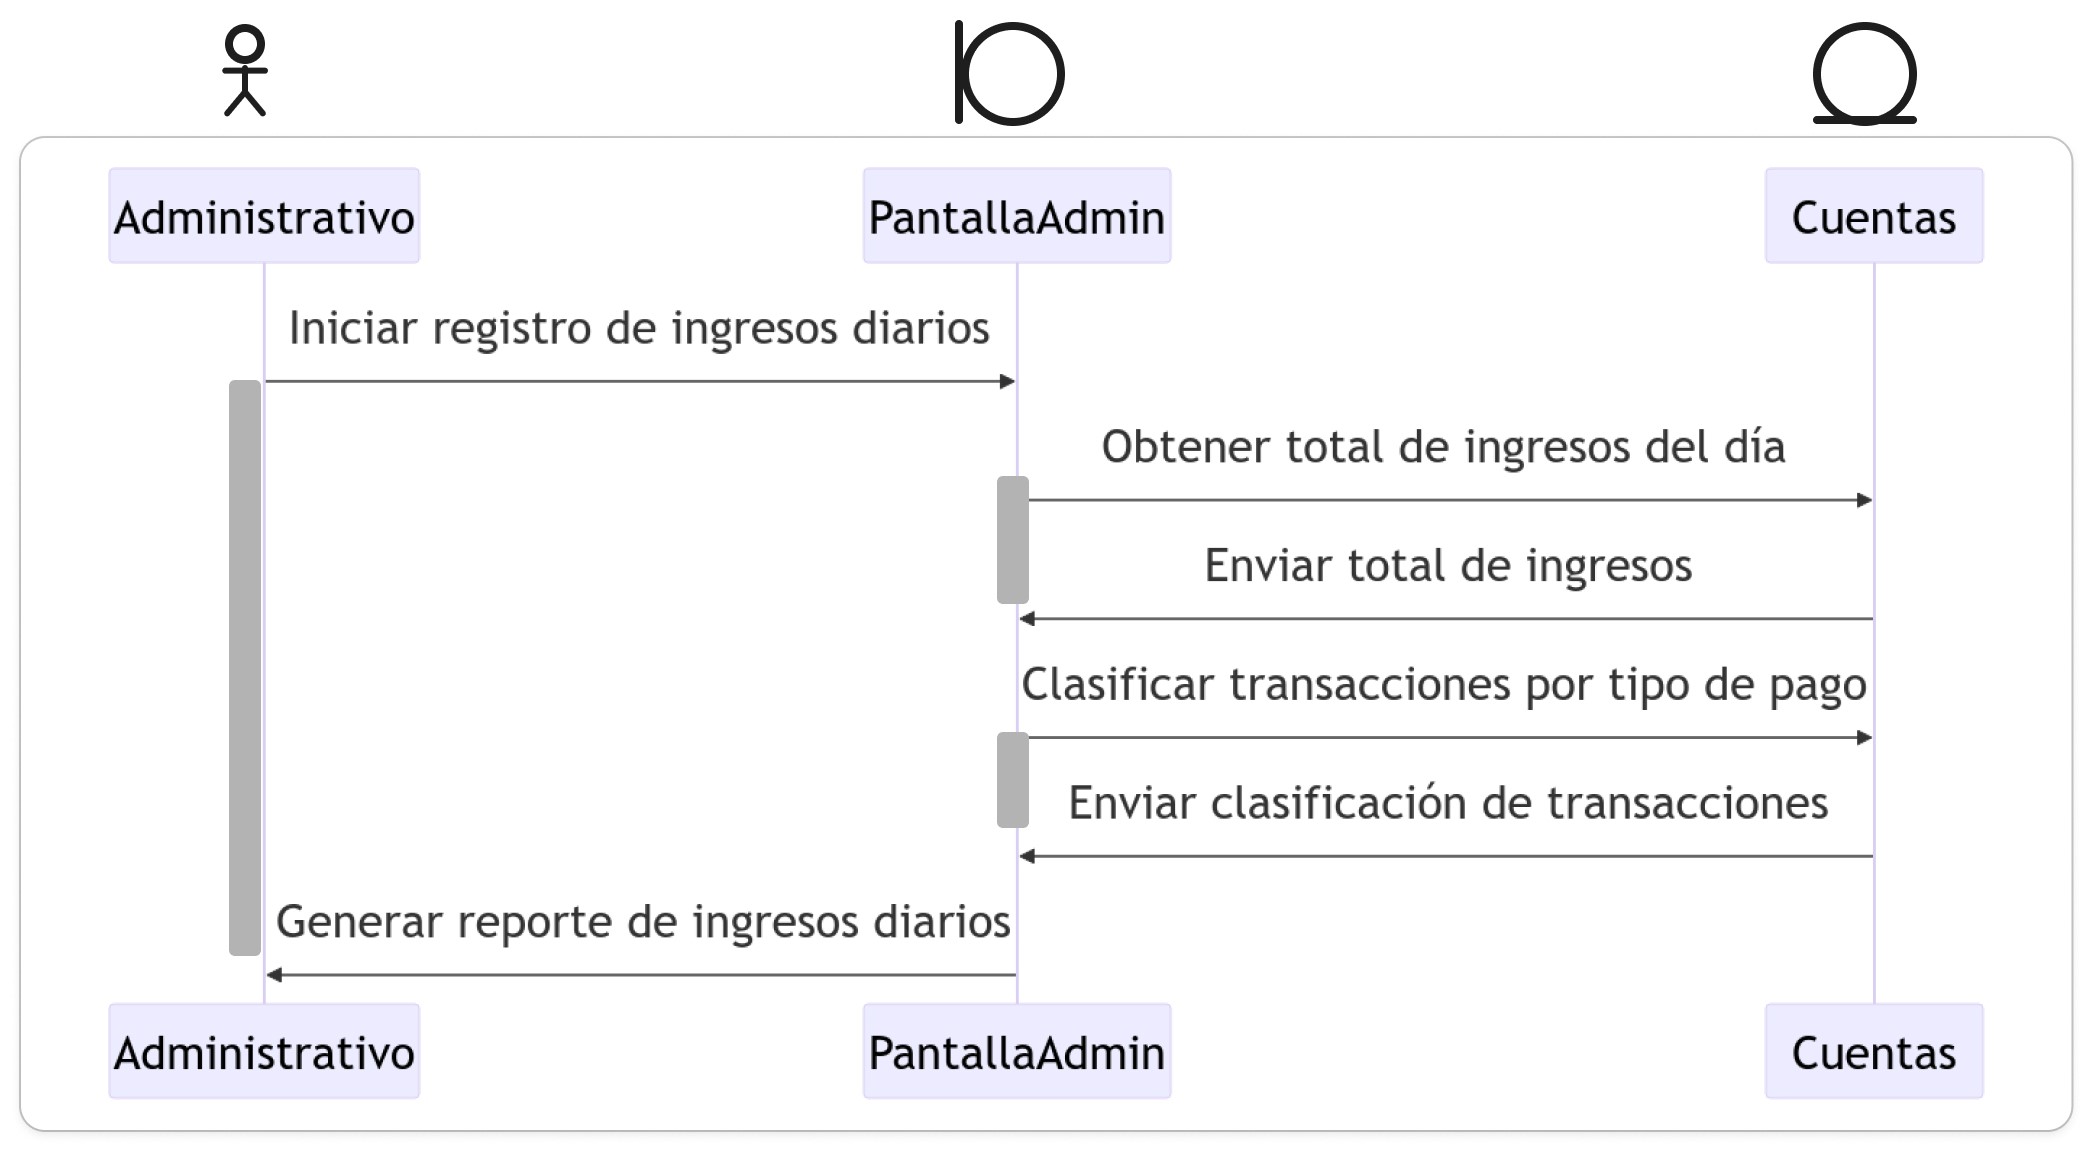 Administrativo
PantallaAdmin
Cuentas
Iniciar registro de ingresos diarios
Obtener total de ingresos del día
Enviar total de ingresos
Clasificar transacciones por tipo de pago
Enviar clasificación de transacciones
Generar reporte de ingresos diarios
Administrativo
PantallaAdmin
Cuentas